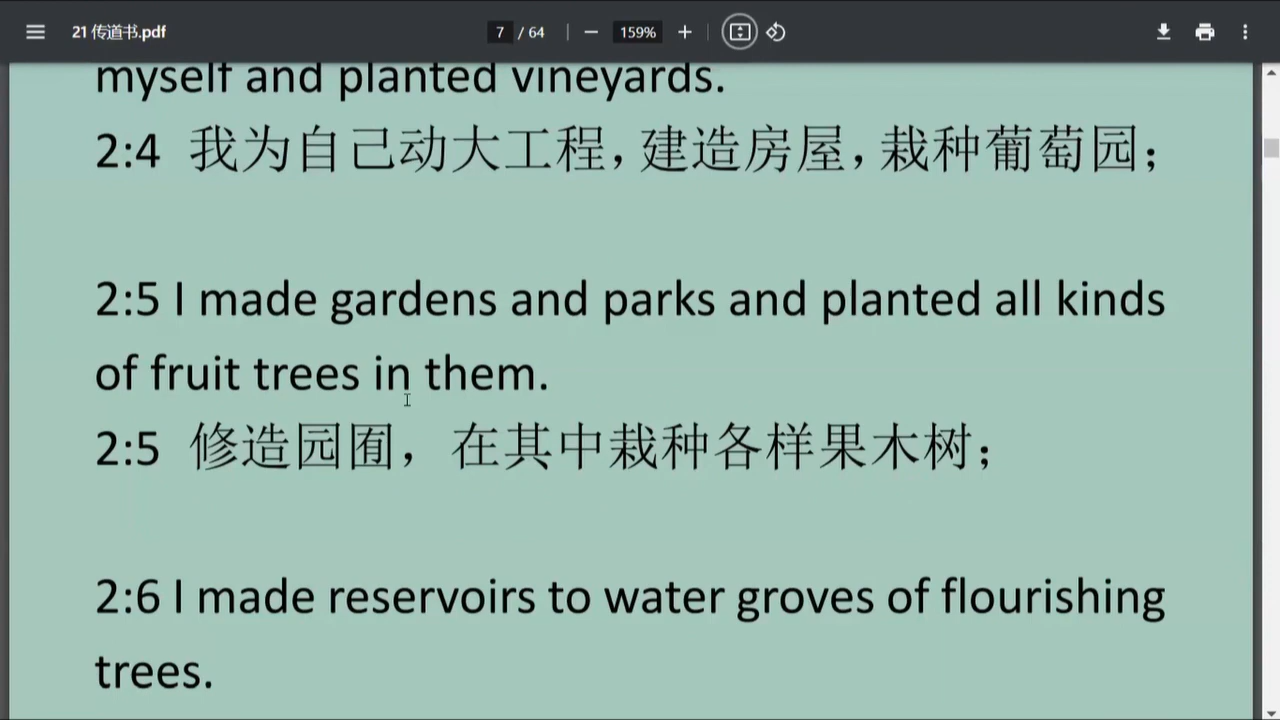 21 传道书.pdf
7 / 64
159%
myself and planted vineyards.
2:4 我为自己动大工程，建造房屋，栽种葡萄园；
2:5 I made gardens and parks and planted all kinds
of fruit trees in them.
2:5 修造园囿，在其中栽种各样果木树；
2:6 I made reservoirs to water groves of flourishing
trees.